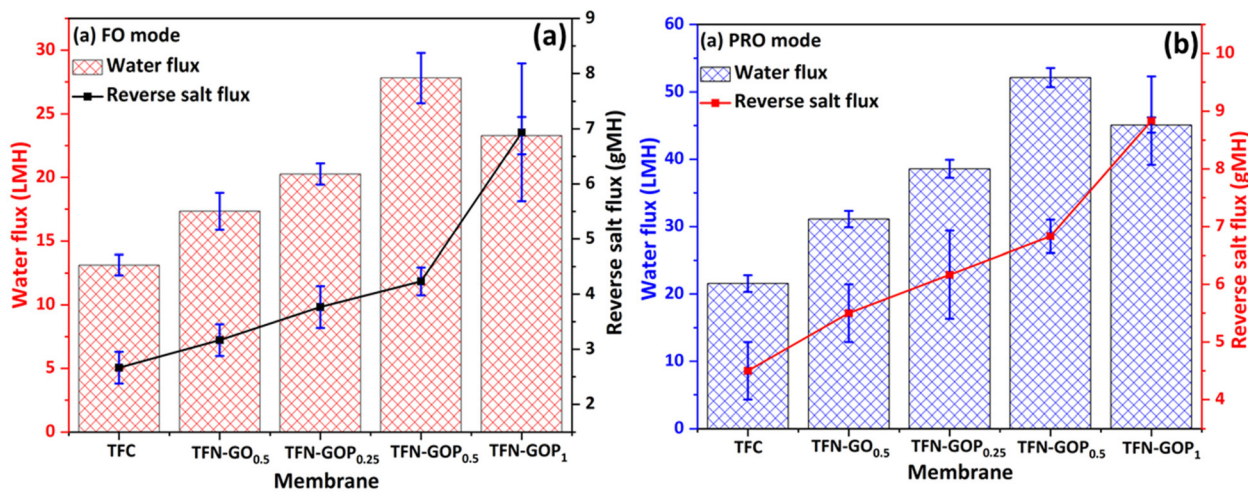 (a) FO mode
(a)
Water flux
Reverse salt flux
Water flux (LMH)
30
25
20
15
10
5
0
9
8
7
6
5
4
3
2
Reverse salt flux (gMH)
TFC
TFN-GO0.5
TFN-GOP0.25
TFN-GOP0.5
TFN-GOP1
Membrane
(a) PRO mode
(b)
Water flux
Reverse salt flux
Water flux (LMH)
60
50
40
30
20
10
0
10
9
8
7
6
5
4
Reverse salt flux (gMH)
TFC
TFN-GO0.5
TFN-GOP0.25
TFN-GOP0.5
TFN-GOP1
Membrane